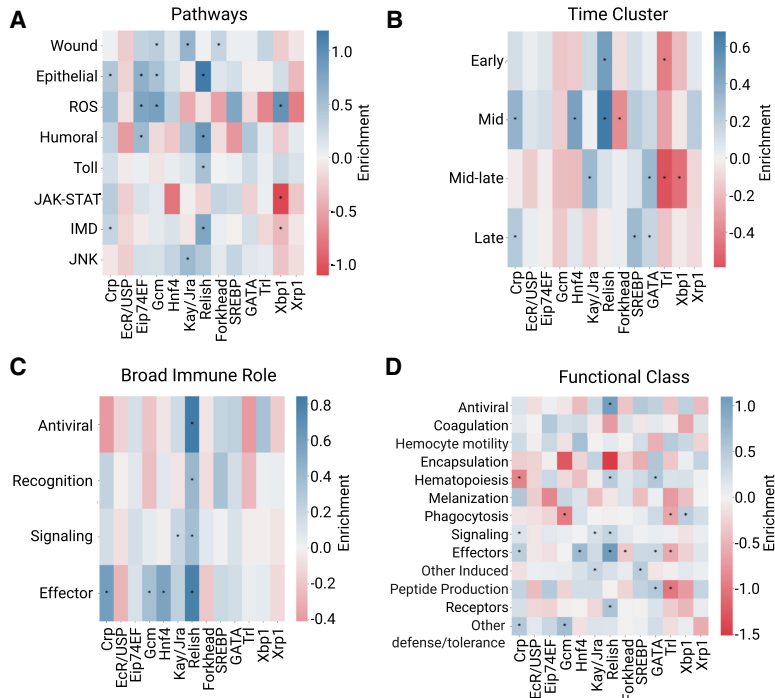 A
Pathways
Wound
Epithelial
ROS
Humoral
Toll
JAK-STAT
IMD
JNK
Crp
EcR/USP
Eip74EF
Gcm
Hnf4
Kay/Jra
Relish
Forkhead
SREBP
GATA
Trl
Xbp1
Xrp1
1.0
0.5
0.0
-0.5
-1.0
Enrichment
B
Time Cluster
Early
Mid
Mid-late
Late
Crp
EcR/USP
Eip74EF
Gcm
Hnf4
Kay/Jra
Relish
Forkhead
SREBP
GATA
Trl
Xbp1
Xrp1
0.6
0.4
0.2
0.0
-0.2
-0.4
Enrichment
C
Broad Immune Role
Antiviral
Recognition
Signaling
Effector
Crp
EcR/USP
Eip74EF
Gcm
Hnf4
Kay/Jra
Relish
Forkhead
SREBP
GATA
Trl
Xbp1
Xrp1
0.8
0.6
0.4
0.2
0.0
-0.2
-0.4
Enrichment
D
Functional Class
Antiviral
Coagulation
Hemocyte motility
Encapsulation
Hematopoiesis
Melanization
Phagocytosis
Signaling
Effectors
Other Induced
Peptide Production
Receptors
Other
defense/tolerance
Crp
EcR/USP
Eip74EF
Gcm
Hnf4
Kay/Jra
Relish
Forkhead
SREBP
GATA
Trl
Xbp1
Xrp1
1.0
0.5
0.0
-0.5
-1.0
-1.5
Enrichment